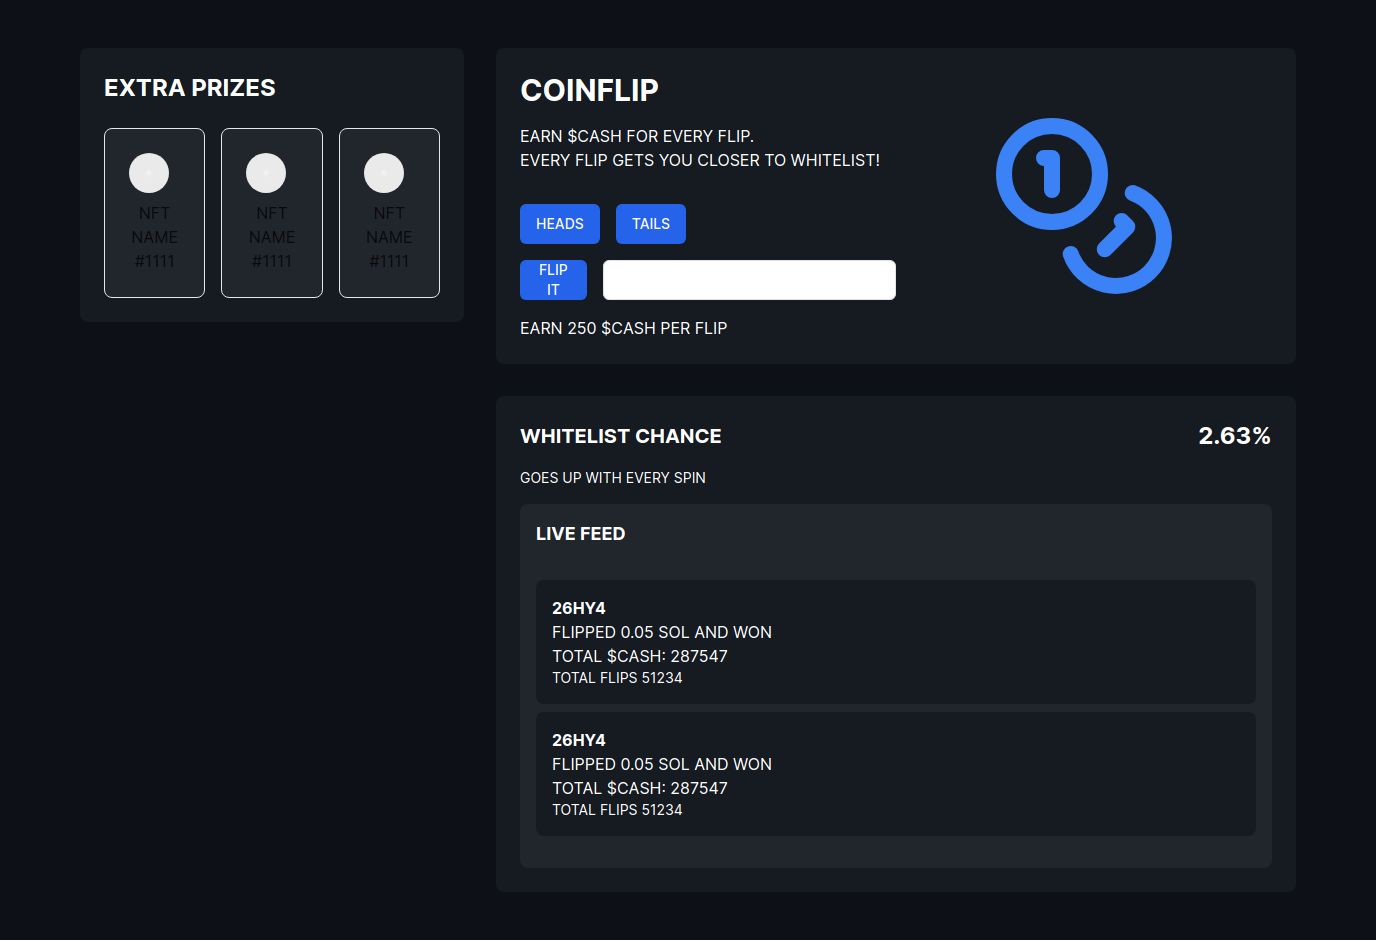 EXTRA PRIZES
NFT
NAME
#1111
NFT
NAME
#1111
NFT
NAME
#1111
COINFLIP
EARN $CASH FOR EVERY FLIP.
EVERY FLIP GETS YOU CLOSER TO WHITELIST!
HEADS
TAILS
FLIP
IT
EARN 250 $CASH PER FLIP
1
WHITELIST CHANCE
2.63%
GOES UP WITH EVERY SPIN
LIVE FEED
26HY4
FLIPPED 0.05 SOL AND WON
TOTAL $CASH: 287547
TOTAL FLIPS 51234
26HY4
FLIPPED 0.05 SOL AND WON
TOTAL $CASH: 287547
TOTAL FLIPS 51234